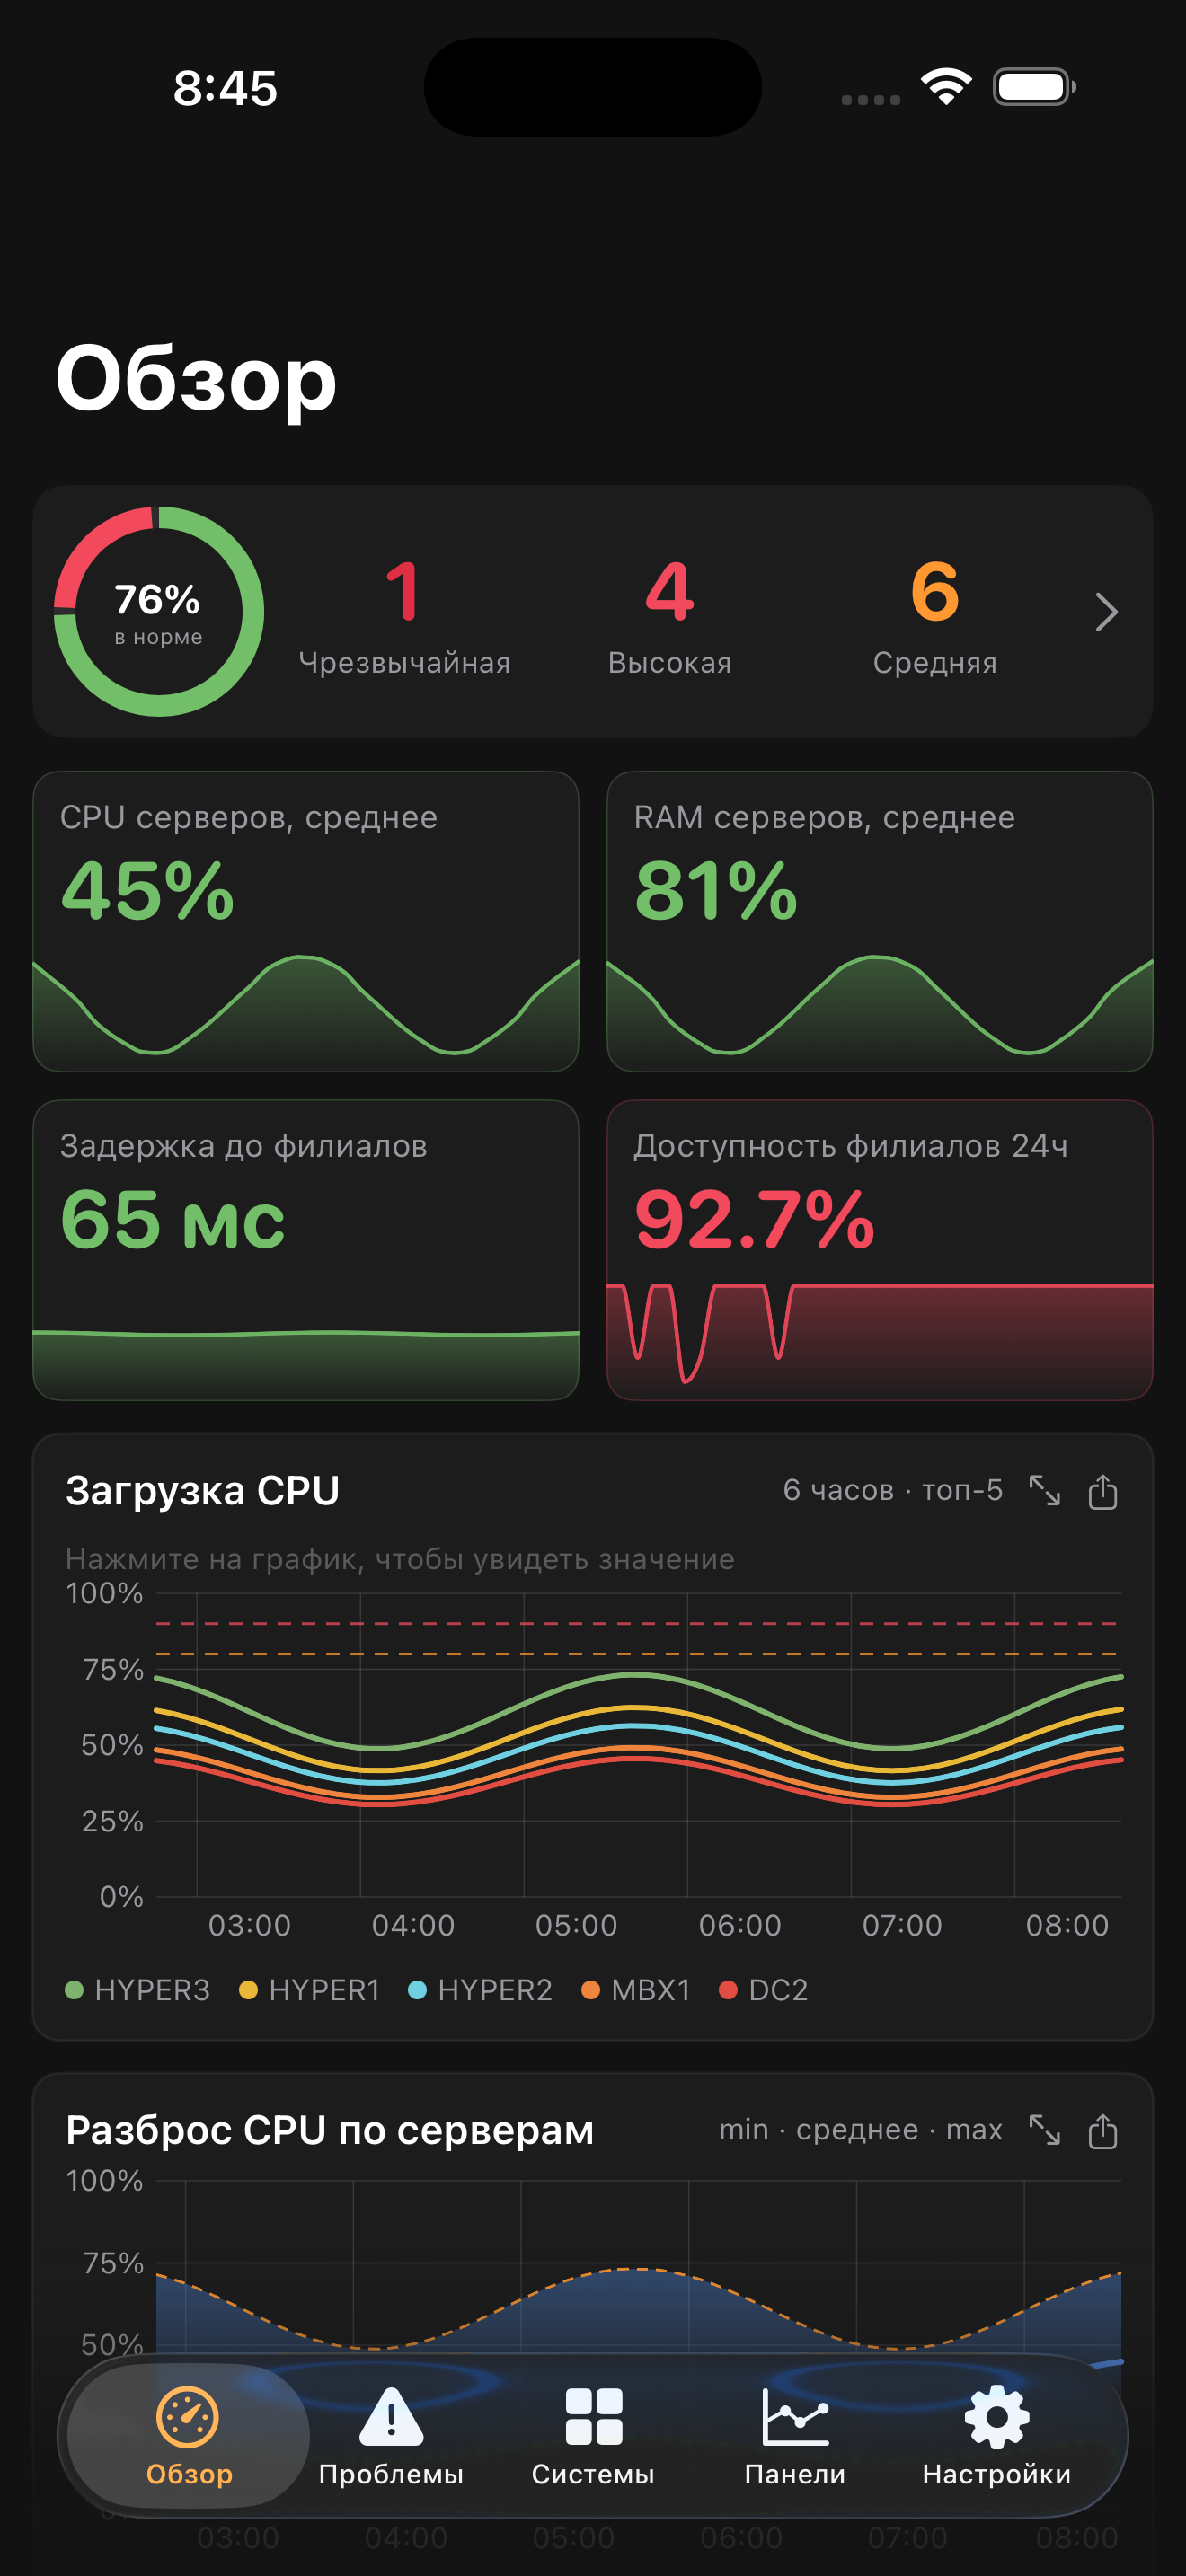 8:45
Обзор
76%
в норме
1
Чрезвычайная
4
Высокая
6
Средняя
CPU серверов, среднее
45%
RAM серверов, среднее
81%
Задержка до филиалов
65 мс
Доступность филиалов 24ч
92.7%
Загрузка CPU
6 часов · топ-5
Нажмите на график, чтобы увидеть значение
100%
75%
50%
25%
0%
03:00 04:00 05:00 06:00 07:00 08:00
HYPER3 HYPER1 HYPER2 MBX1 DC2
Разброс CPU по серверам
min · среднее · max
100%
75%
50%
Обзор Проблемы Системы Панели Настройки
03:00 04:00 05:00 06:00 07:00 08:00